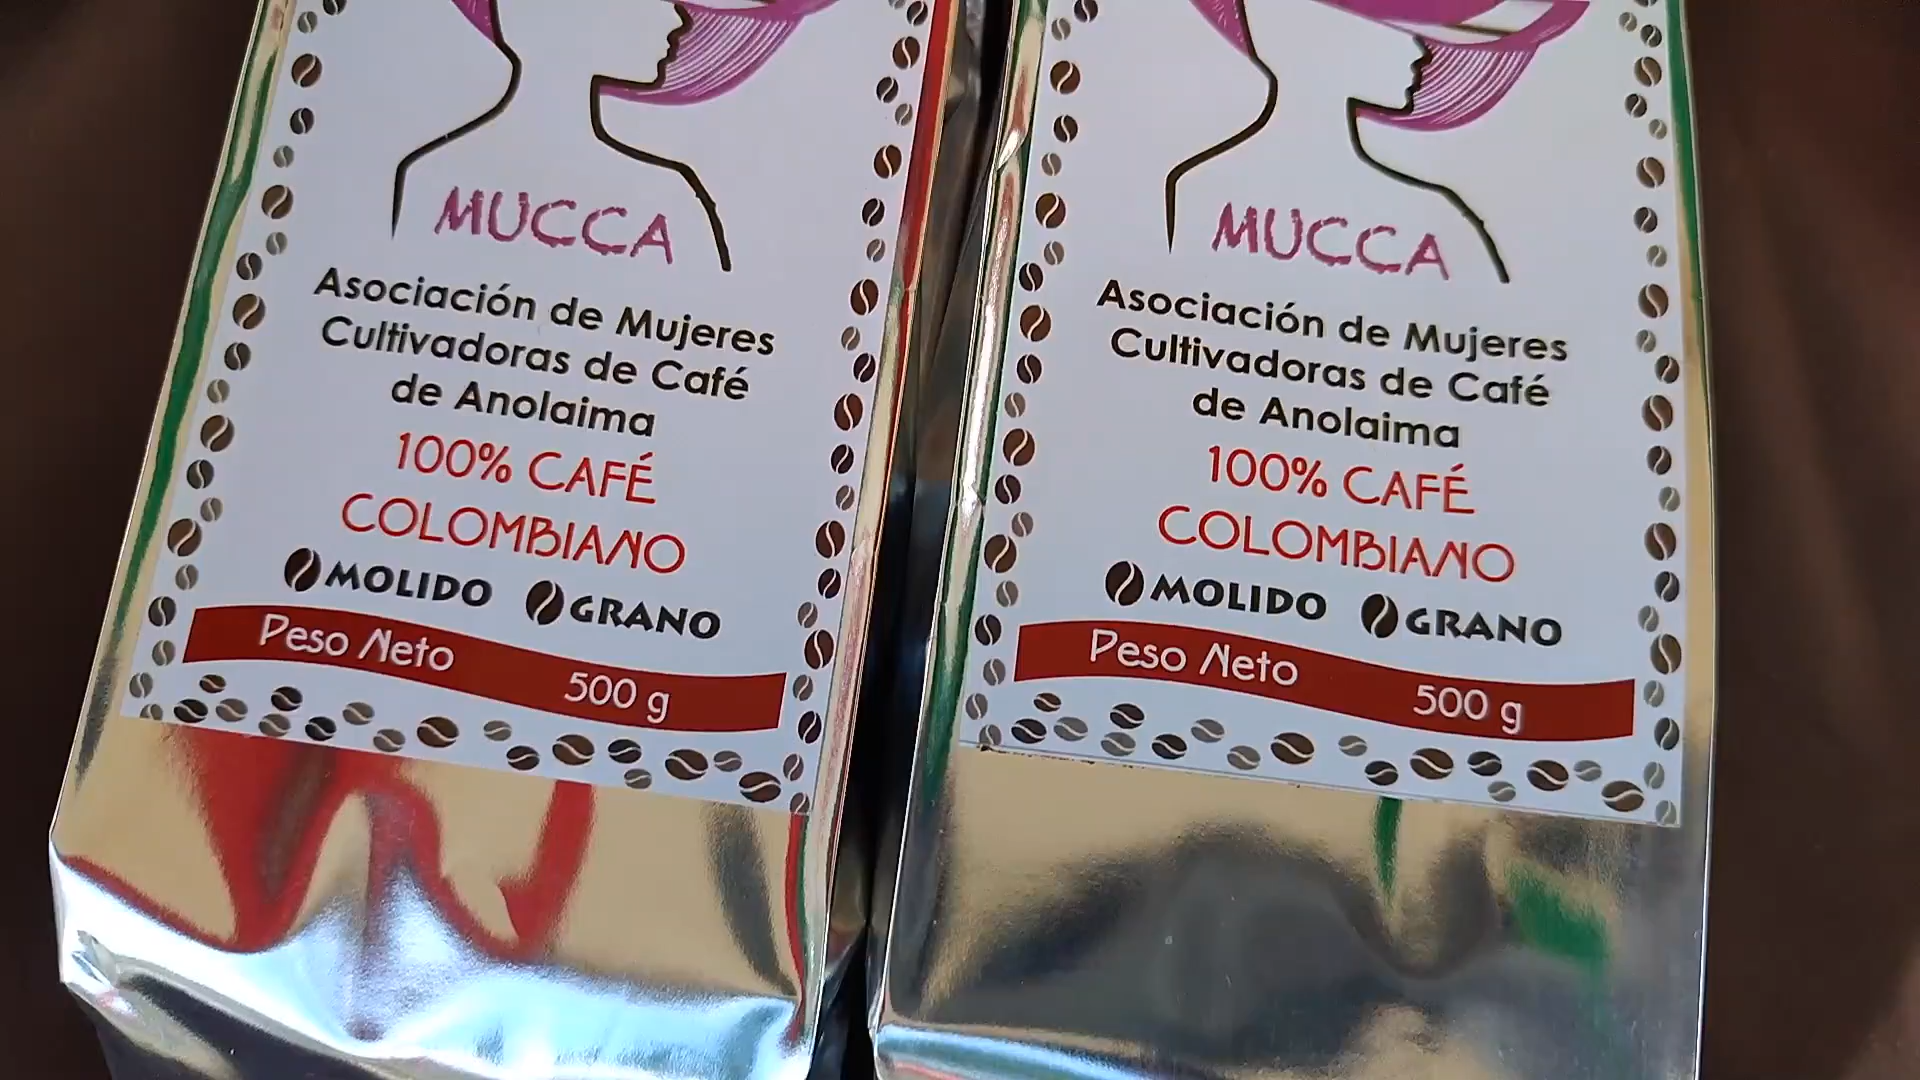 MUCCA
Asociación de Mujeres
Cultivadoras de Café
de Anolaima
100% CAFÉ
COLOMBIANO
MOLIDO GRANO
Peso Neto 500 g
MUCCA
Asociación de Mujeres
Cultivadoras de Café
de Anolaima
100% CAFÉ
COLOMBIANO
MOLIDO GRANO
Peso Neto 500 g